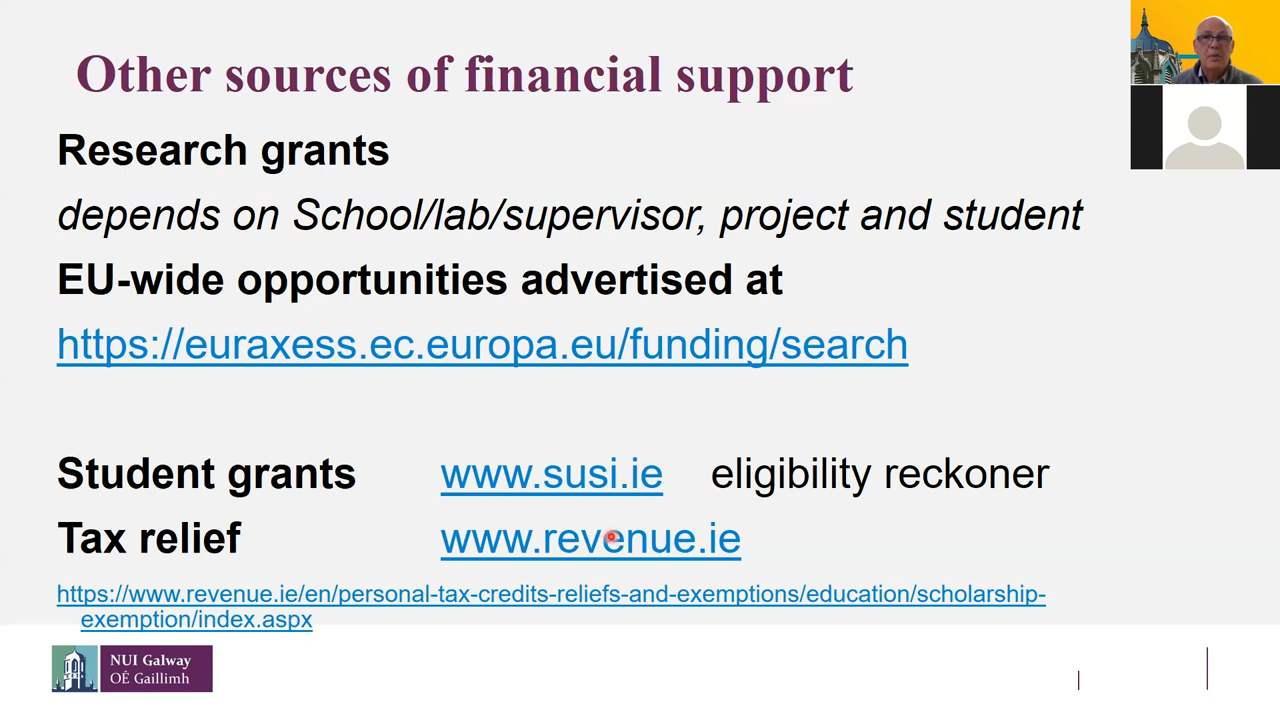 Other sources of financial support
Research grants
depends on School/lab/supervisor, project and student
EU-wide opportunities advertised at
https://euraxess.ec.europa.eu/funding/search
Student grants www.susi.ie eligibility reckoner
Tax relief www.revenue.ie
https://www.revenue.ie/en/personal-tax-credits-reliefs-and-exemptions/education/scholarship-
exemption/index.aspx
NUI Galway
OÉ Gaillimh